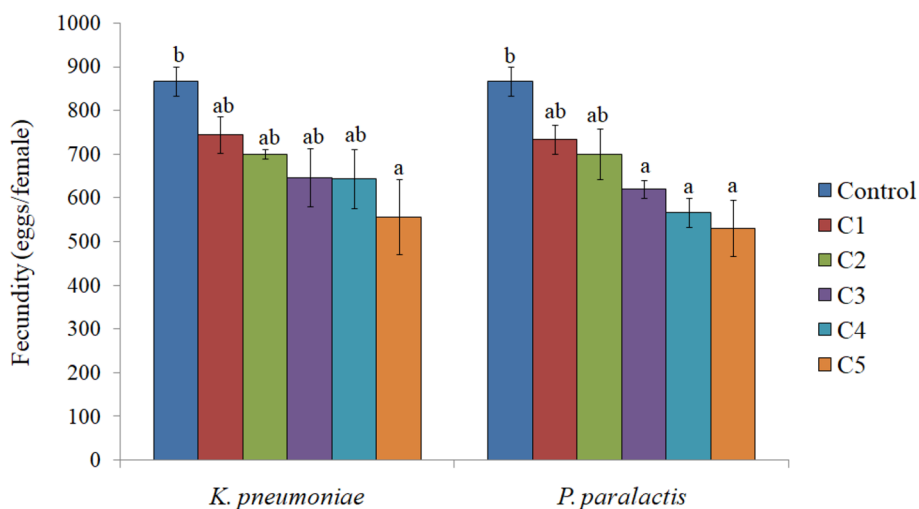 Fecundity (eggs/female)
1000
900
800
700
600
500
400
300
200
100
0
b
ab
ab
ab
ab
a
b
ab
ab
a
a
a
K. pneumoniae
P. paralactis
Control
C1
C2
C3
C4
C5